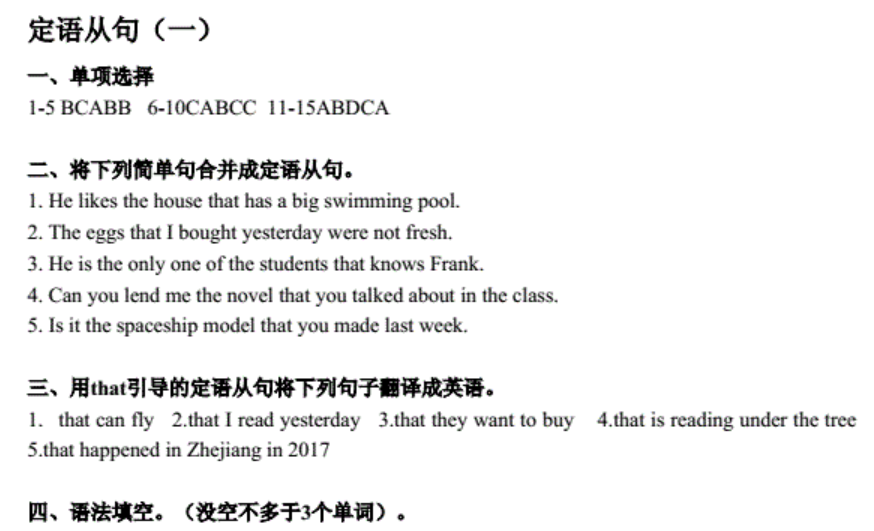 定语从句（一）
一、单项选择
1-5 BCABB 6-10CABCC 11-15ABDCA
二、将下列简单句合并成定语从句。
1. He likes the house that has a big swimming pool.
2. The eggs that I bought yesterday were not fresh.
3. He is the only one of the students that knows Frank.
4. Can you lend me the novel that you talked about in the class.
5. Is it the spaceship model that you made last week.
三、用that引导的定语从句将下列句子翻译成英语。
1. that can fly 2.that I read yesterday 3.that they want to buy 4.that is reading under the tree
5.that happened in Zhejiang in 2017
四、语法填空。（没空不多于3个单词）。